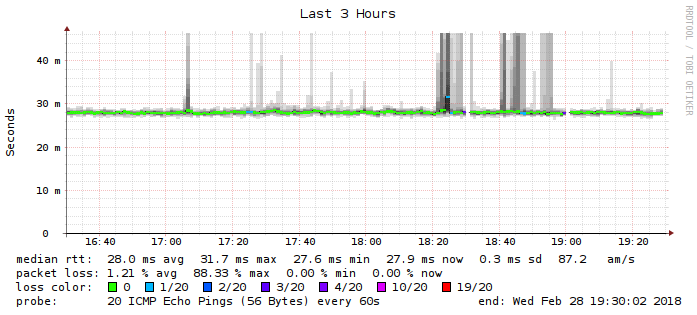 Last 3 Hours
RRDTOOL / TOBI OETIKER
Seconds
40 m
30 m
20 m
10 m
0
16:40 17:00 17:20 17:40 18:00 18:20 18:40 19:00 19:20
median rtt: 28.0 ms avg 31.7 ms max 27.6 ms min 27.9 ms now 0.3 ms sd 87.2 am/s
packet loss: 1.21 % avg 88.33 % max 0.00 % min 0.00 % now
loss color: 0 1/20 2/20 3/20 4/20 10/20 19/20
probe: 20 ICMP Echo Pings (56 Bytes) every 60s end: Wed Feb 28 19:30:02 2018